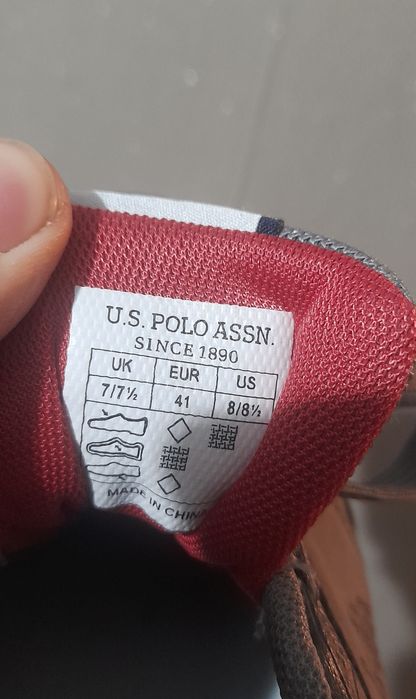 U.S. POLO ASSN.
SINCE 1890
UK EUR US
7/7½ 41 8/8½
MADE IN CHINA